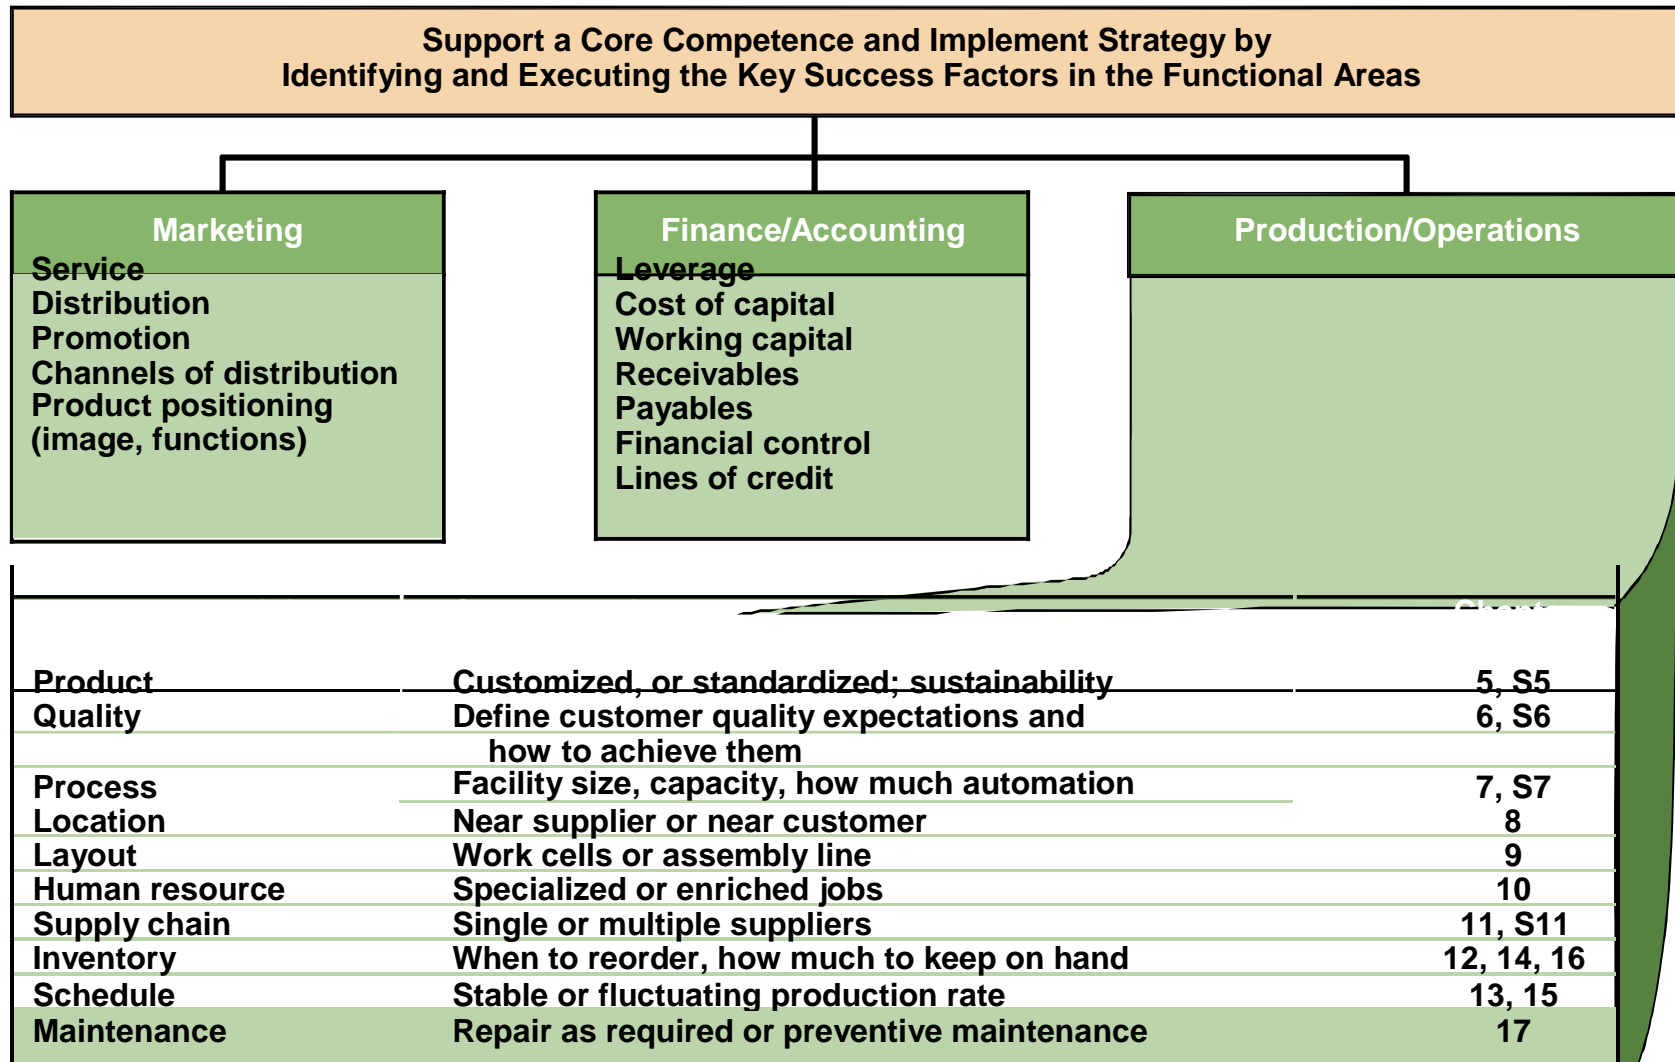 Support a Core Competence and Implement Strategy by
Identifying and Executing the Key Success Factors in the Functional Areas
Marketing
Service
Distribution
Promotion
Channels of distribution
Product positioning
(image, functions)
Finance/Accounting
Leverage
Cost of capital
Working capital
Receivables
Payables
Financial control
Lines of credit
Production/Operations
Product Customized, or standardized; sustainability 5, S5
Quality Define customer quality expectations and 6, S6
how to achieve them
Process Facility size, capacity, how much automation 7, S7
Location Near supplier or near customer 8
Layout Work cells or assembly line 9
Human resource Specialized or enriched jobs 10
Supply chain Single or multiple suppliers 11, S11
Inventory When to reorder, how much to keep on hand 12, 14, 16
Schedule Stable or fluctuating production rate 13, 15
Maintenance Repair as required or preventive maintenance 17